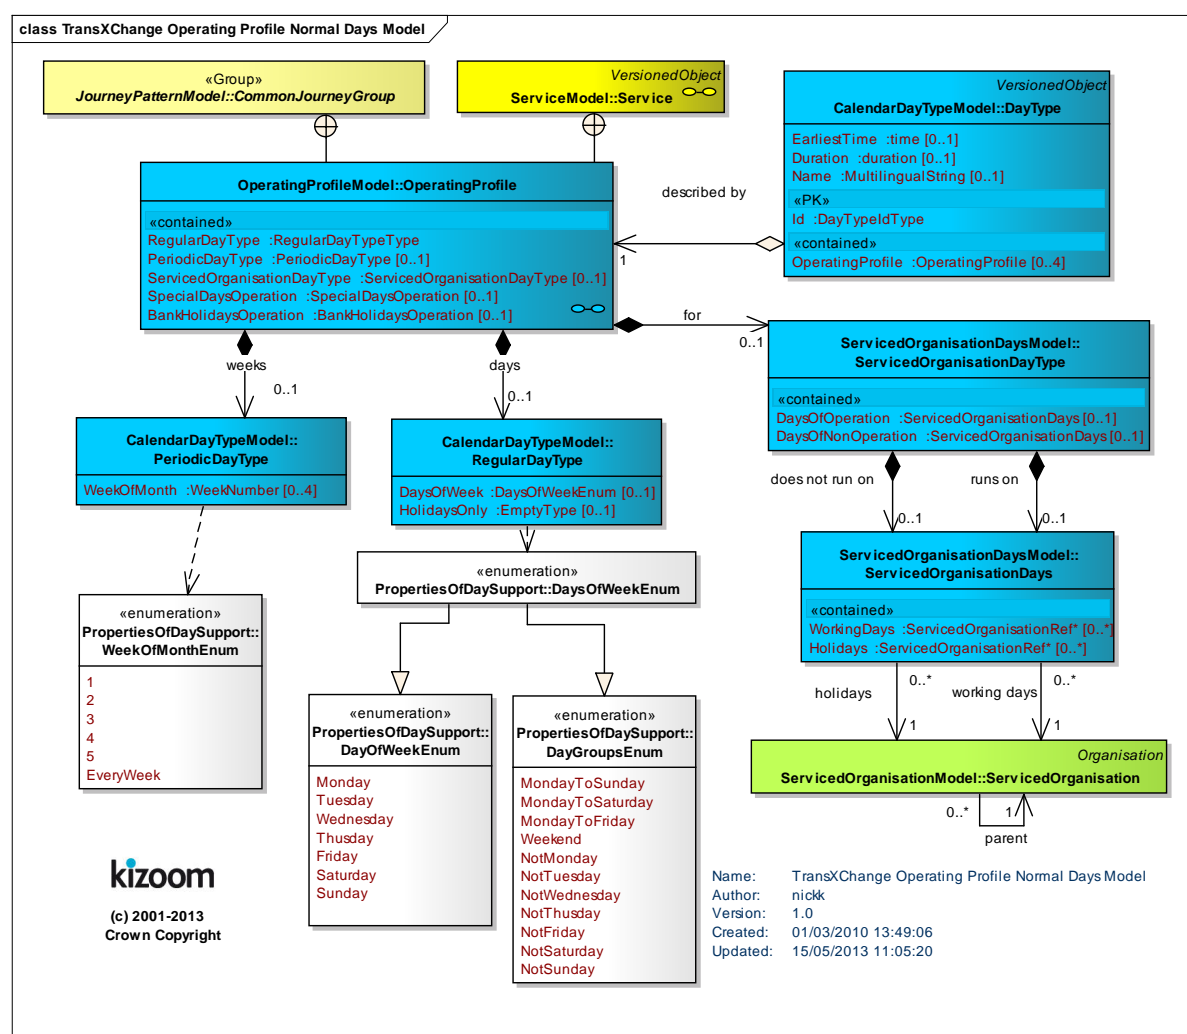 class TransXChange Operating Profile Normal Days Model
«Group»
JourneyPatternModel::CommonJourneyGroup
VersionedObject
ServiceModel::Service
VersionedObject
CalendarDayTypeModel::DayType
EarliestTime :time [0..1]
Duration :duration [0..1]
Name :MultilingualString [0..1]
«PK»
Id :DayTypeIdType
«contained»
OperatingProfile :OperatingProfile [0..4]
OperatingProfileModel::OperatingProfile
«contained»
RegularDayType :RegularDayTypeType
PeriodicDayType :PeriodicDayType [0..1]
ServicedOrganisationDayType :ServicedOrganisationDayType [0..1]
SpecialDaysOperation :SpecialDaysOperation [0..1]
BankHolidaysOperation :BankHolidaysOperation [0..1]
described by
1
for
0..1
weeks
0..1
days
0..1
ServicedOrganisationDaysModel::
ServicedOrganisationDayType
«contained»
DaysOfOperation :ServicedOrganisationDays [0..1]
DaysOfNonOperation :ServicedOrganisationDays [0..1]
CalendarDayTypeModel::
PeriodicDayType
WeekOfMonth :WeekNumber [0..4]
CalendarDayTypeModel::
RegularDayType
DaysOfWeek :DaysOfWeekEnum [0..1]
HolidaysOnly :EmptyType [0..1]
does not run on
runs on
0..1
0..1
ServicedOrganisationDaysModel::
ServicedOrganisationDays
«contained»
WorkingDays :ServicedOrganisationRef* [0..*]
Holidays :ServicedOrganisationRef* [0..*]
«enumeration»
PropertiesOfDaySupport::DaysOfWeekEnum
«enumeration»
PropertiesOfDaySupport::
WeekOfMonthEnum
1
2
3
4
5
EveryWeek
«enumeration»
PropertiesOfDaySupport::
DayOfWeekEnum
Monday
Tuesday
Wednesday
Thusday
Friday
Saturday
Sunday
«enumeration»
PropertiesOfDaySupport::
DayGroupsEnum
MondayToSunday
MondayToSaturday
MondayToFriday
Weekend
NotMonday
NotTuesday
NotWednesday
NotThusday
NotFriday
NotSaturday
NotSunday
holidays
0..*
working days
0..*
1
1
Organisation
ServicedOrganisationModel::ServicedOrganisation
0..*
1
parent
kizoom
(c) 2001-2013
Crown Copyright
Name: TransXChange Operating Profile Normal Days Model
Author: nickk
Version: 1.0
Created: 01/03/2010 13:49:06
Updated: 15/05/2013 11:05:20